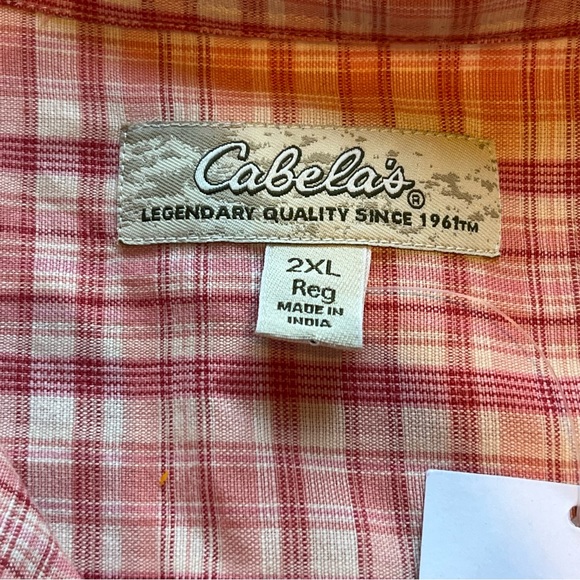 Cabela's®
LEGENDARY QUALITY SINCE 1961™
2XL
Reg
MADE IN
INDIA